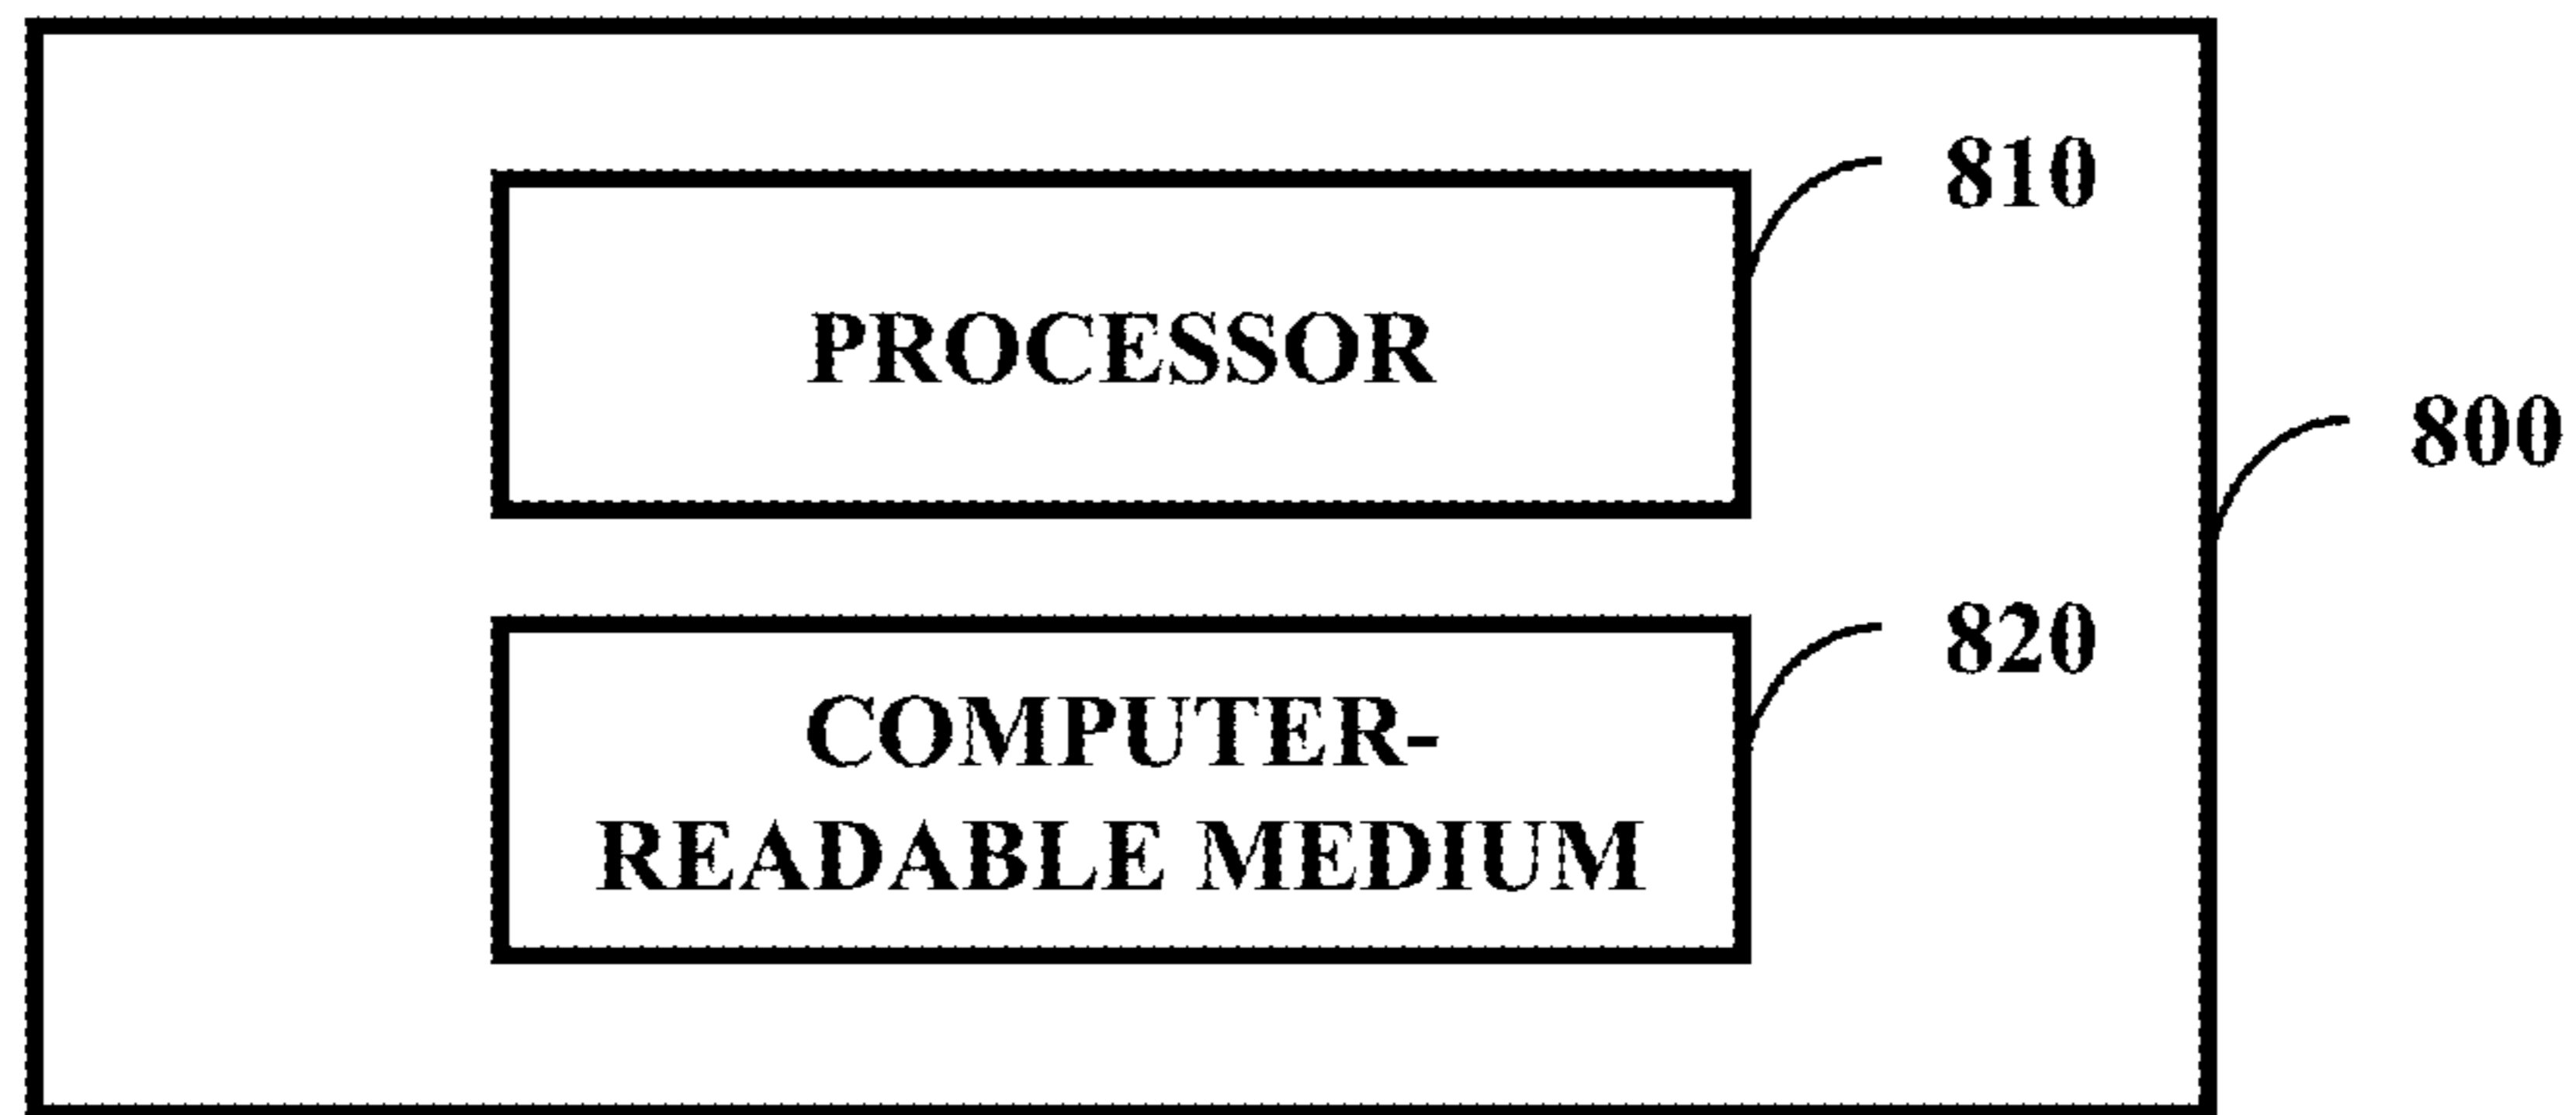 810
PROCESSOR
800
820
COMPUTER-
READABLE MEDIUM